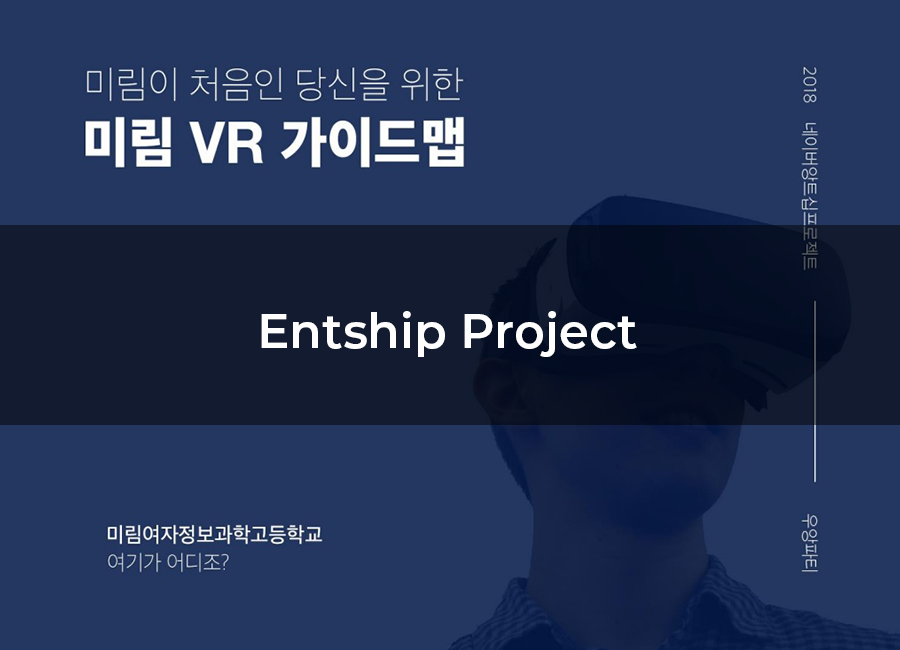 미림이 처음인 당신을 위한
미림 VR 가이드맵
2018 네이버앙트십프로젝트
Entship Project
미림여자정보과학고등학교
여기가 어디조?
우앙파티